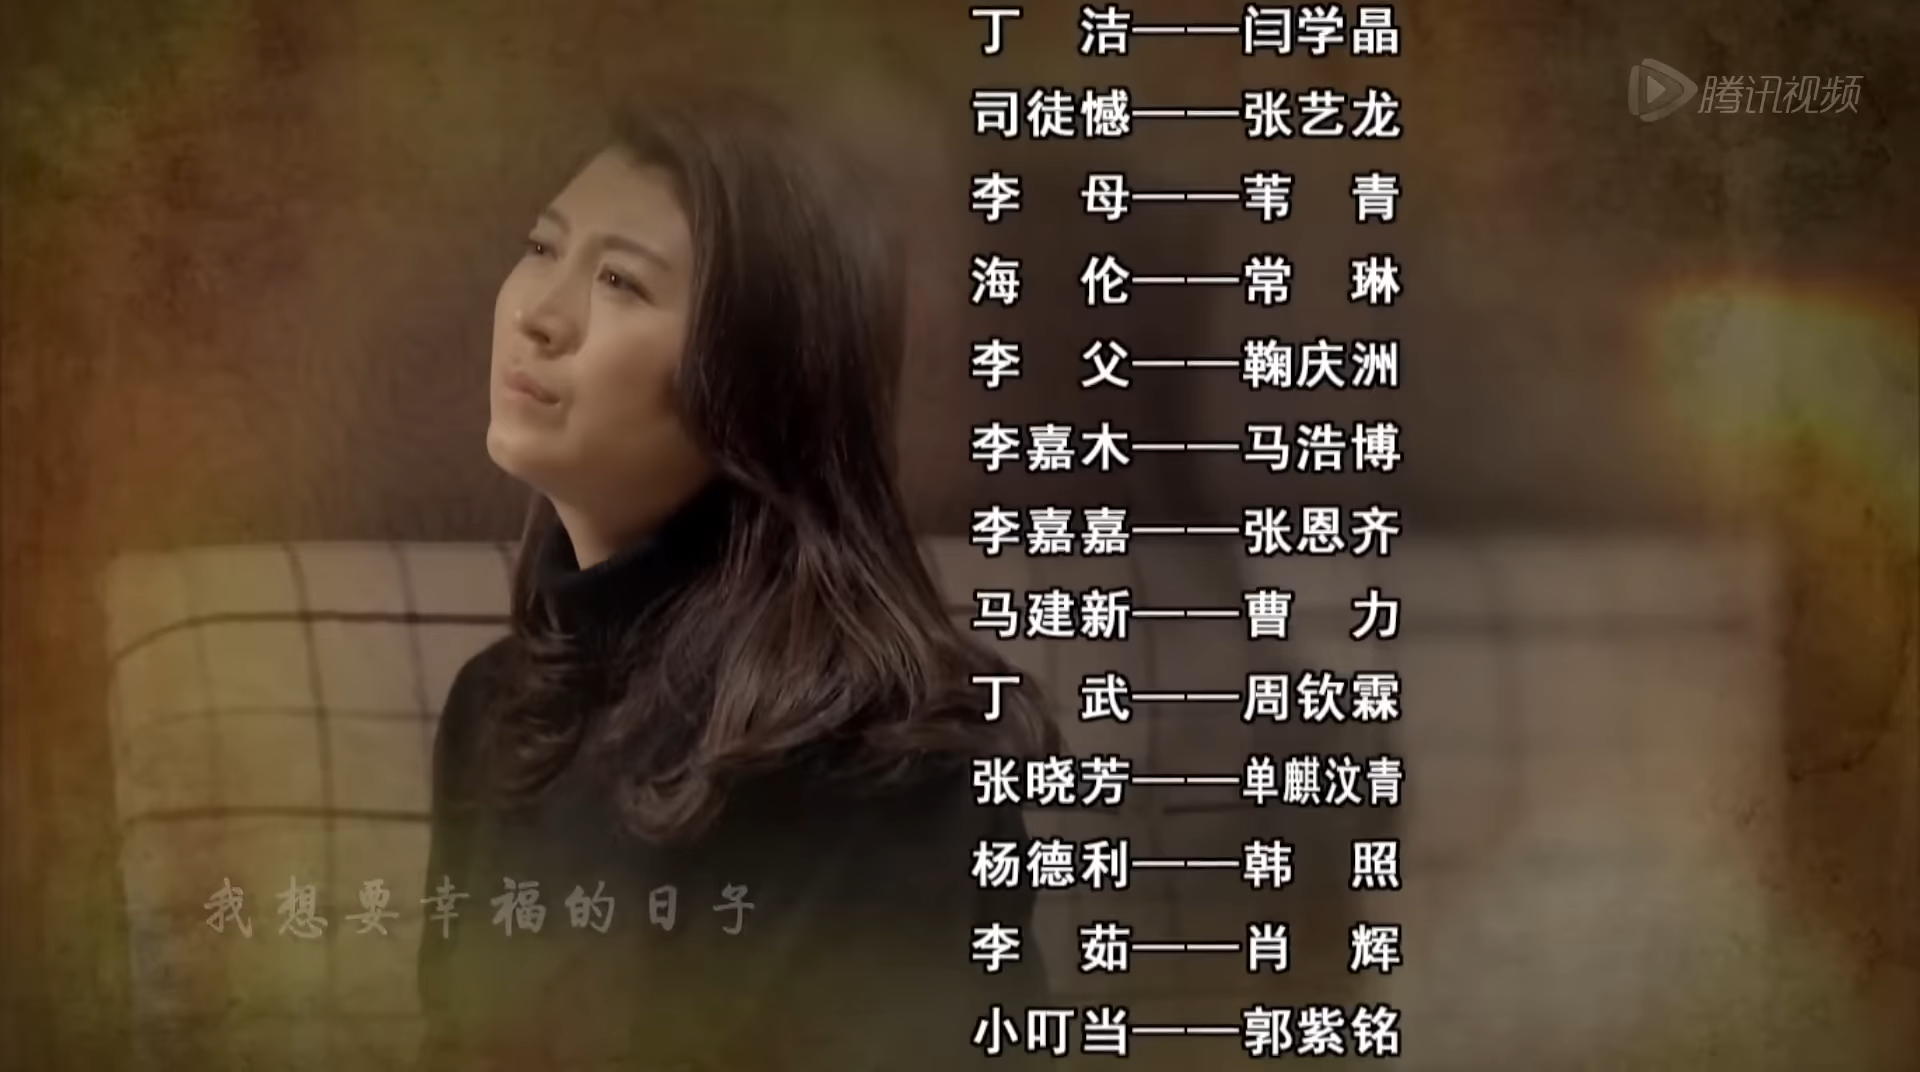 丁　洁——闫学晶
腾讯视频
司徒憾——张艺龙
李　母——苇　青
海　伦——常　琳
李　父——鞠庆洲
李嘉木——马浩博
李嘉嘉——张恩齐
马建新——曹　力
丁　武——周钦霖
张晓芳——单麒汶青
杨德利——韩　照
我想要幸福的日子
李　茹——肖　辉
小叮当——郭紫铭